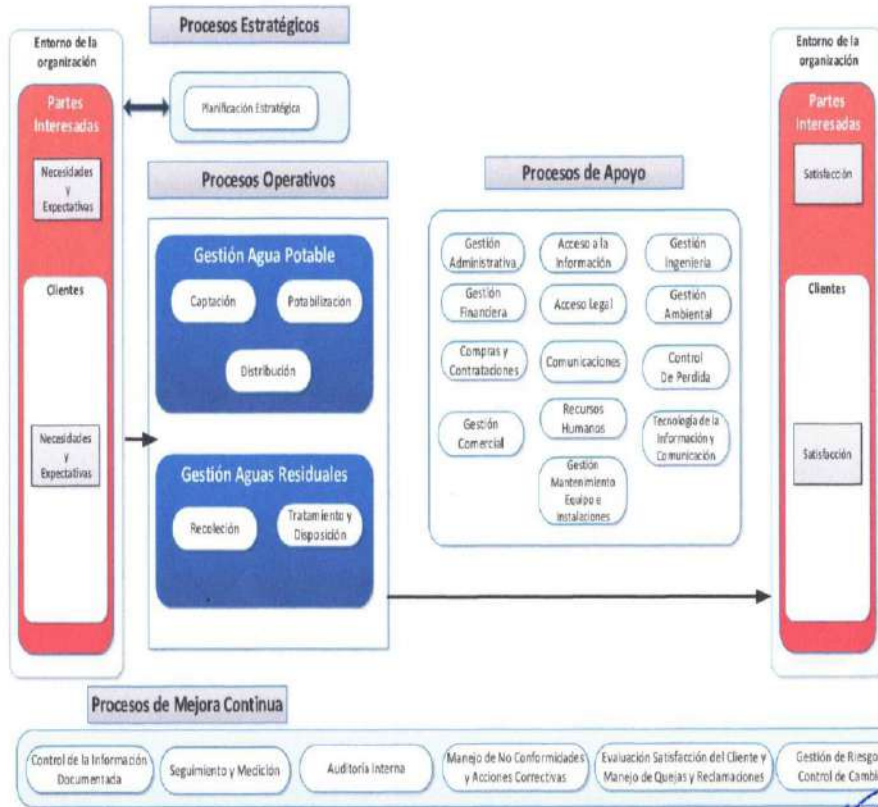 Procesos Estratégicos
Entorno de la
organización
Partes
Interesadas
Necesidades
y
Expectativas
Clientes
Necesidades
y
Expectativas
Planificación Estratégica
Procesos Operativos
Gestión Agua Potable
Captación
Potabilización
Distribución
Gestión Aguas Residuales
Recoleción
Tratamiento y
Disposición
Procesos de Apoyo
Gestión
Administrativa
Acceso a la
Información
Gestión
Ingenieria
Gestión
Financiera
Acceso Legal
Gestión
Ambiental
Compras y
Contrataciones
Comunicaciones
Control
De Perdida
Gestión
Comercial
Recursos
Humanos
Tecnología de la
Información y
Comunicación
Gestión
Mantenimiento
Equipo e
Instalaciones
Entorno de la
organización
Partes
Interesadas
Satisfacción
Clientes
Satisfacción
Procesos de Mejora Continua
Control de la Información
Documentada
Seguimiento y Medición
Auditoría Interna
Manejo de No Conformidades
y Acciones Correctivas
Evaluación Satisfacción del Cliente y
Manejo de Quejas y Reclamaciones
Gestión de Riesgo
Control de Cambi